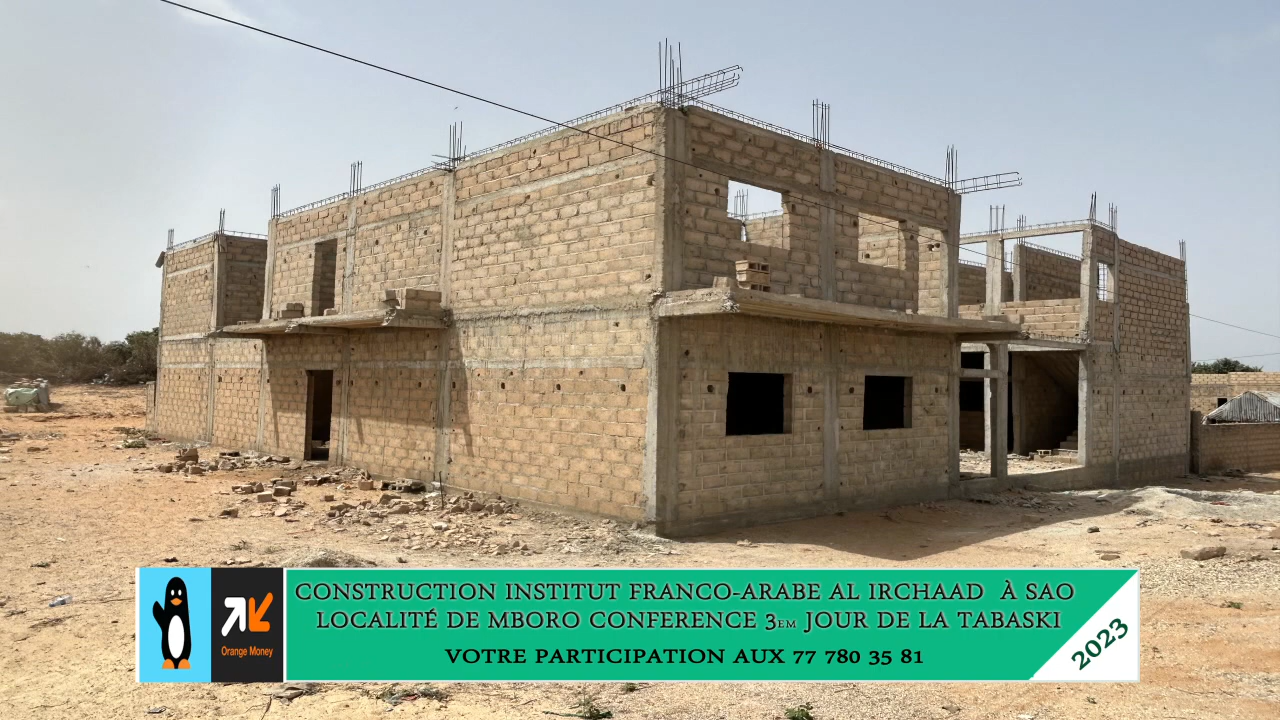 CONSTRUCTION INSTITUT FRANCO-ARABE AL IRCHAAD À SAO
LOCALITÉ DE MBORO CONFERENCE 3EM JOUR DE LA TABASKI
VOTRE PARTICIPATION AUX 77 780 35 81
Orange Money
2023